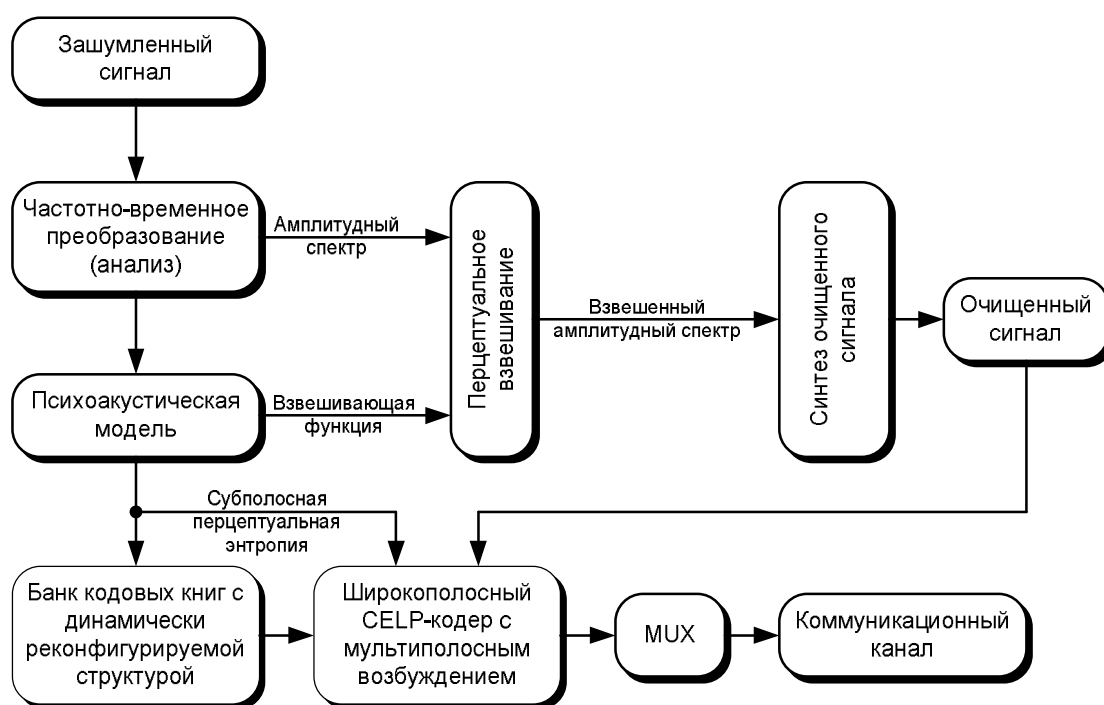 Зашумленный
сигнал
Частотно-временное
преобразование
(анализ)
Амплитудный
спектр
Перцептуальное
взвешивание
Взвешенный
амплитудный спектр
Синтез очищенного
сигнала
Очищенный
сигнал
Психоакустическая
модель
Взвешивающая
функция
Субполосная
перцептуальная
энтропия
Банк кодовых книг с
динамически
реконфигурируемой
структурой
Широкополосный
CELP-кодер с
мультиполосным
возбуждением
MUX
Коммуникационный
канал